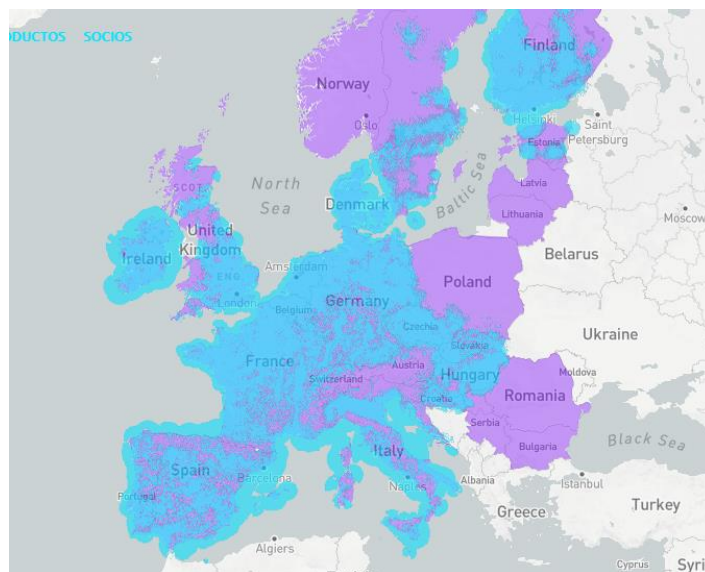 ODUCTOS SOCIOS
Finland
Norway
Oslo
Helsinki
Saint
Petersburg
Estonia
SCOT.
North
Sea
Baltic Sea
Latvia
Denmark
Lithuania
Moscow
United
Kingdom
Ireland
Belarus
ENG.
Amsterdam
London
Poland
Germany
Belgium
Ukraine
Czechia
Slovakia
France
Austria
Switzerland
Hungary
Moldova
Croatia
Romania
Serbia
Italy
Black Sea
Bulgaria
Spain
Barcelona
Portugal
Naples
Albania
Istanbul
Greece
Turkey
Algiers
Cyprus
Syri